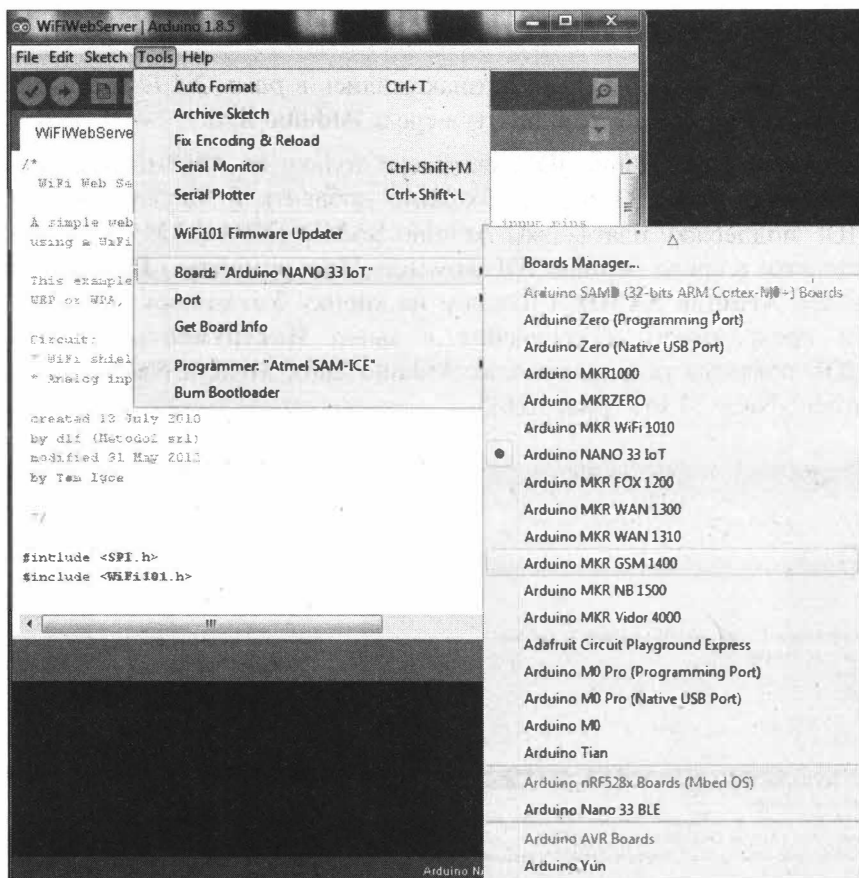 WiFiWebServer | Arduino 1.8.5
File Edit Sketch Tools Help
WiFiWebServe
Auto Format Ctrl+T
Archive Sketch
Fix Encoding & Reload
Serial Monitor Ctrl+Shift+M
Serial Plotter Ctrl+Shift+L
WiFi101 Firmware Updater
Board: "Arduino NANO 33 IoT"
Port
Get Board Info
Programmer: "Atmel SAM-ICE"
Burn Bootloader
/*
WiFi Web Se
A simple web
input pins
using a WiFi
This example
WEP or WPA,
Circuit:
* WiFi shiel
* Analog inp
created 13 July 2010
by dlf (Metodo2 srl)
modified 31 May 2012
by Tom Igoe
*/
#include <SPI.h>
#include <WiFi101.h>
Boards Manager...
Arduino SAMD (32-bits ARM Cortex-M0+) Boards
Arduino Zero (Programming Port)
Arduino Zero (Native USB Port)
Arduino MKR1000
Arduino MKRZERO
Arduino MKR WiFi 1010
Arduino NANO 33 IoT
Arduino MKR FOX 1200
Arduino MKR WAN 1300
Arduino MKR WAN 1310
Arduino MKR GSM 1400
Arduino MKR NB 1500
Arduino MKR Vidor 4000
Adafruit Circuit Playground Express
Arduino M0 Pro (Programming Port)
Arduino M0 Pro (Native USB Port)
Arduino M0
Arduino Tian
Arduino nRF528x Boards (Mbed OS)
Arduino Nano 33 BLE
Arduino AVR Boards
Arduino Yún
Arduino